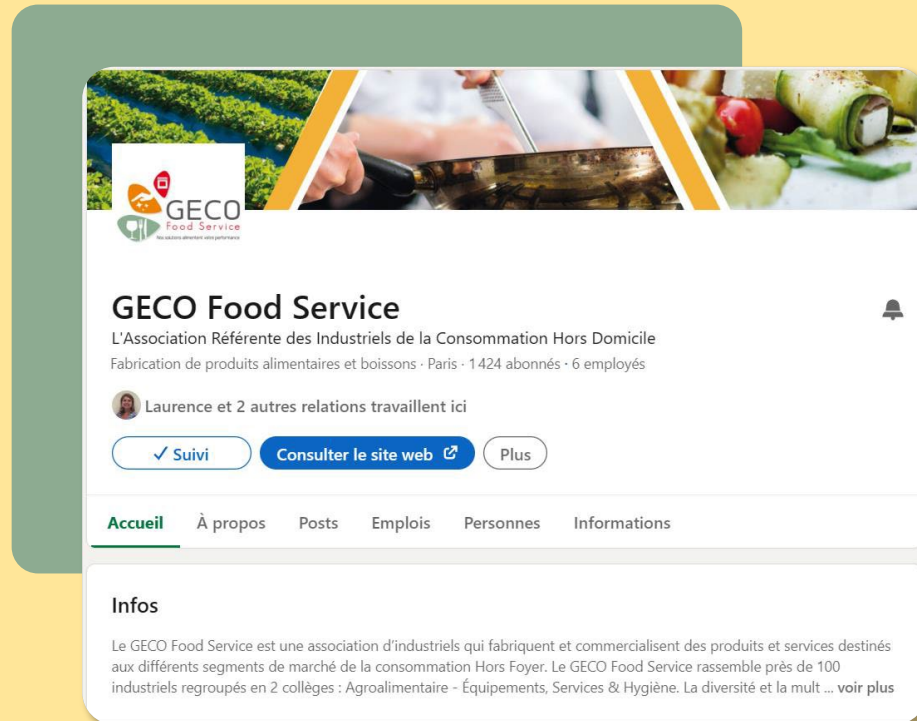 GECO
Food Service
Nos solutions alimentent votre performance
GECO Food Service
L'Association Référente des Industriels de la Consommation Hors Domicile
Fabrication de produits alimentaires et boissons · Paris · 1 424 abonnés · 6 employés
Laurence et 2 autres relations travaillent ici
Suivi
Consulter le site web
Plus
Accueil À propos Posts Emplois Personnes Informations
Infos
Le GECO Food Service est une association d'industriels qui fabriquent et commercialisent des produits et services destinés
aux différents segments de marché de la consommation Hors Foyer. Le GECO Food Service rassemble près de 100
industriels regroupés en 2 collèges : Agroalimentaire - Équipements, Services & Hygiène. La diversité et la mult ... voir plus